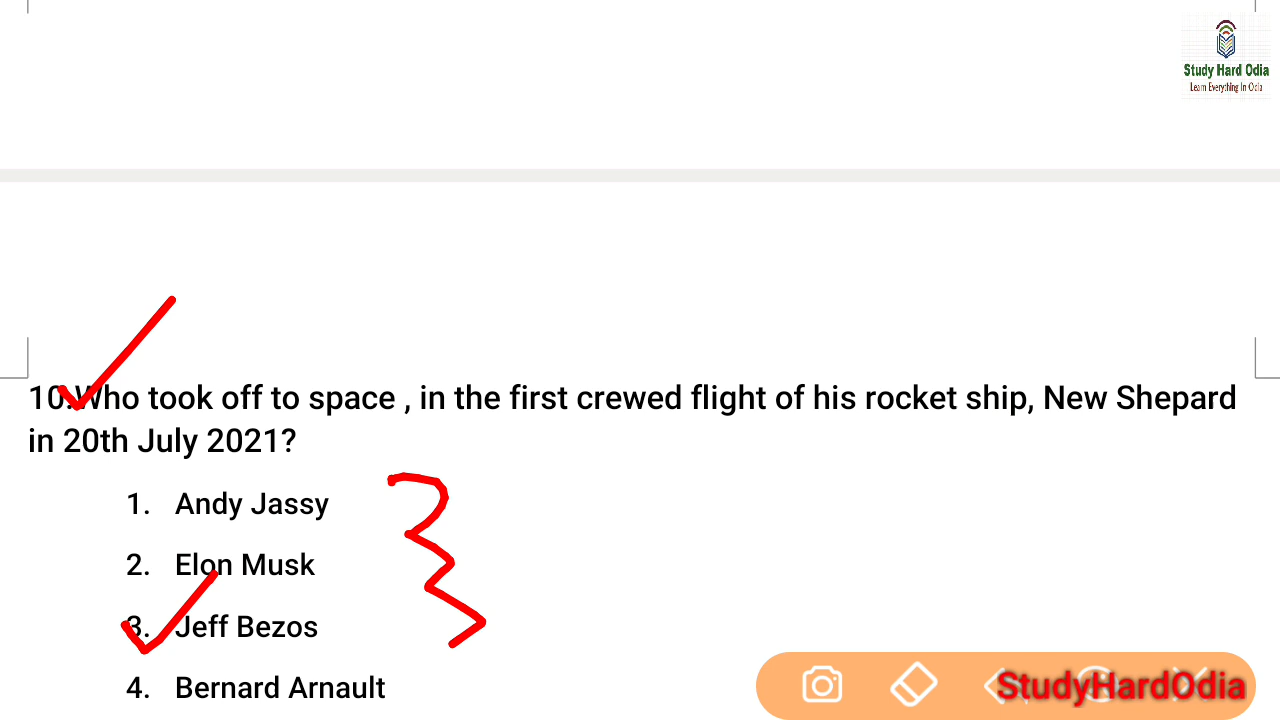 Study Hard Odia
Learn Everything In Odia
10.Who took off to space , in the first crewed flight of his rocket ship, New Shepard
in 20th July 2021?
1. Andy Jassy
2. Elon Musk
3. Jeff Bezos
4. Bernard Arnault
StudyHardOdia